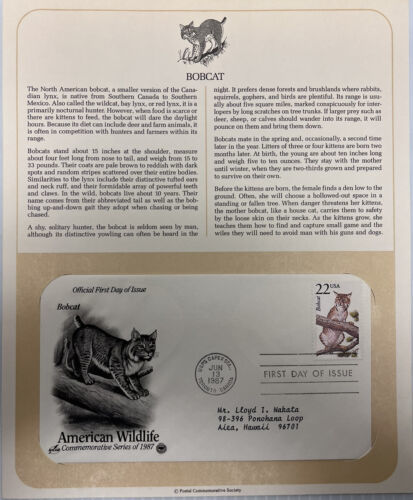 BOBCAT
The North American bobcat, a smaller version of the Cana-
dian lynx, is native from Southern Canada to Southern
Mexico. Also called the wildcat, bay lynx, or red lynx, it is a
primarily nocturnal hunter. However, when food is scarce or
there are kittens to feed, the bobcat will dare the daylight
hours. Because its diet can include deer and farm animals, it
is often in competition with hunters and farmers within its
range.
Bobcats stand about 15 inches at the shoulder, measure
about four feet long from nose to tail, and weigh from 15 to
33 pounds. Their coats are pale brown to reddish with dark
spots and random stripes scattered over their entire bodies.
Similarities to the lynx include their distinctive tufted ears
and neck ruff, and their formidable array of powerful teeth
and claws. In the wild, bobcats live about 10 years. Their
name comes from their abbreviated tail as well as the bob-
bing up-and-down gait they adopt when chasing or being
chased.
A shy, solitary hunter, the bobcat is seldom seen by man,
although its distinctive yowling can often be heard in the
night. It prefers dense forests and brushlands where rabbits,
squirrels, gophers, and birds are plentiful. Its range is usu-
ally about five square miles, marked conspicuously for inter-
lopers by long scratches on tree trunks. If larger prey such as
deer, sheep, or calves should wander into its range, it will
pounce on them and bring them down.
Bobcats mate in the spring and, occasionally, a second time
later in the year. Litters of three or four kittens are born two
months later. At birth, the young are about ten inches long
and weigh five to ten ounces. They stay with the mother
until winter, when they are two-thirds grown and prepared
to survive on their own.
Before the kittens are born, the female finds a den low to the
ground. Often, she will choose a hollowed-out space in a
standing or fallen tree. When danger threatens her kittens,
the mother bobcat, like a house cat, carries them to safety
by the loose skin on their necks. As the kittens grow, she
teaches them how to find and capture small game and the
wiles they will need to avoid man with his guns and dogs.
Official First Day of Issue
Bobcat
American Wildlife
Commemorative Series of 1987
22 USA
Bobcat
JUN
13
1987
TORONTO CANADA
FIRST DAY OF ISSUE
Mr. Lloyd I. Nakata
98-396 Ponohana Loop
Aiea, Hawaii 96701
© Postal Commemorative Society